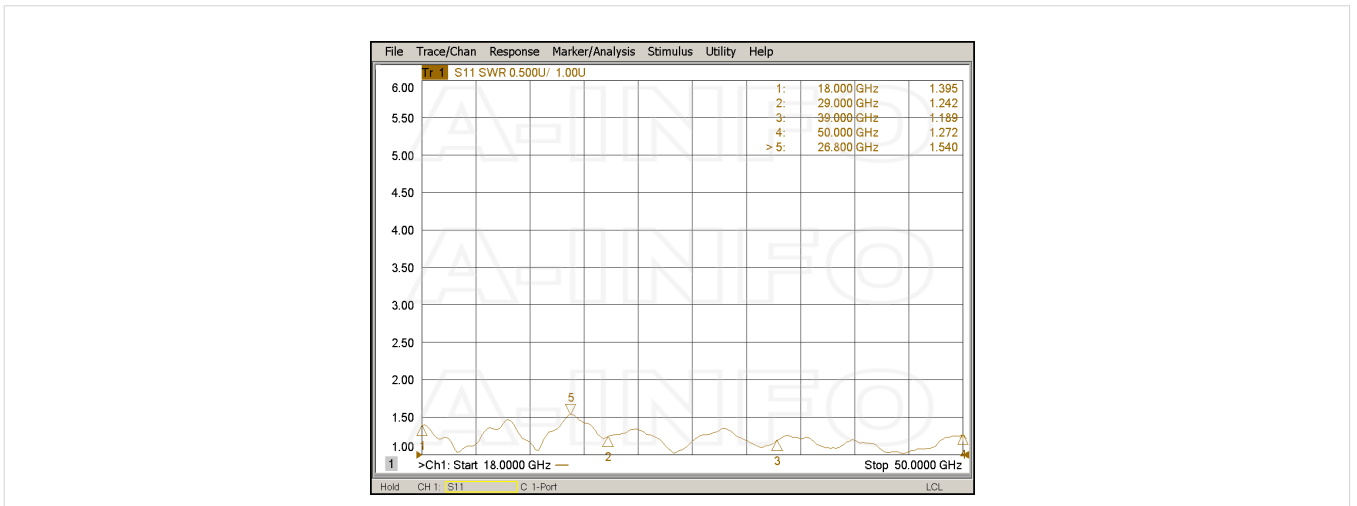 File Trace/Chan Response Marker/Analysis Stimulus Utility Help
Tr 1 S11 SWR 0.500U/ 1.00U
6.00
5.50
5.00
4.50
4.00
3.50
3.00
2.50
2.00
1.50
1.00
1: 18.000 GHz 1.395
2: 29.000 GHz 1.242
3: 39.000 GHz 1.189
4: 50.000 GHz 1.272
> 5: 26.800 GHz 1.540
A-INFO
A-INFO
A-INFO
5
1
2
3
4
1 >Ch1: Start 18.0000 GHz — Stop 50.0000 GHz
Hold CH 1: S11 C 1-Port LCL